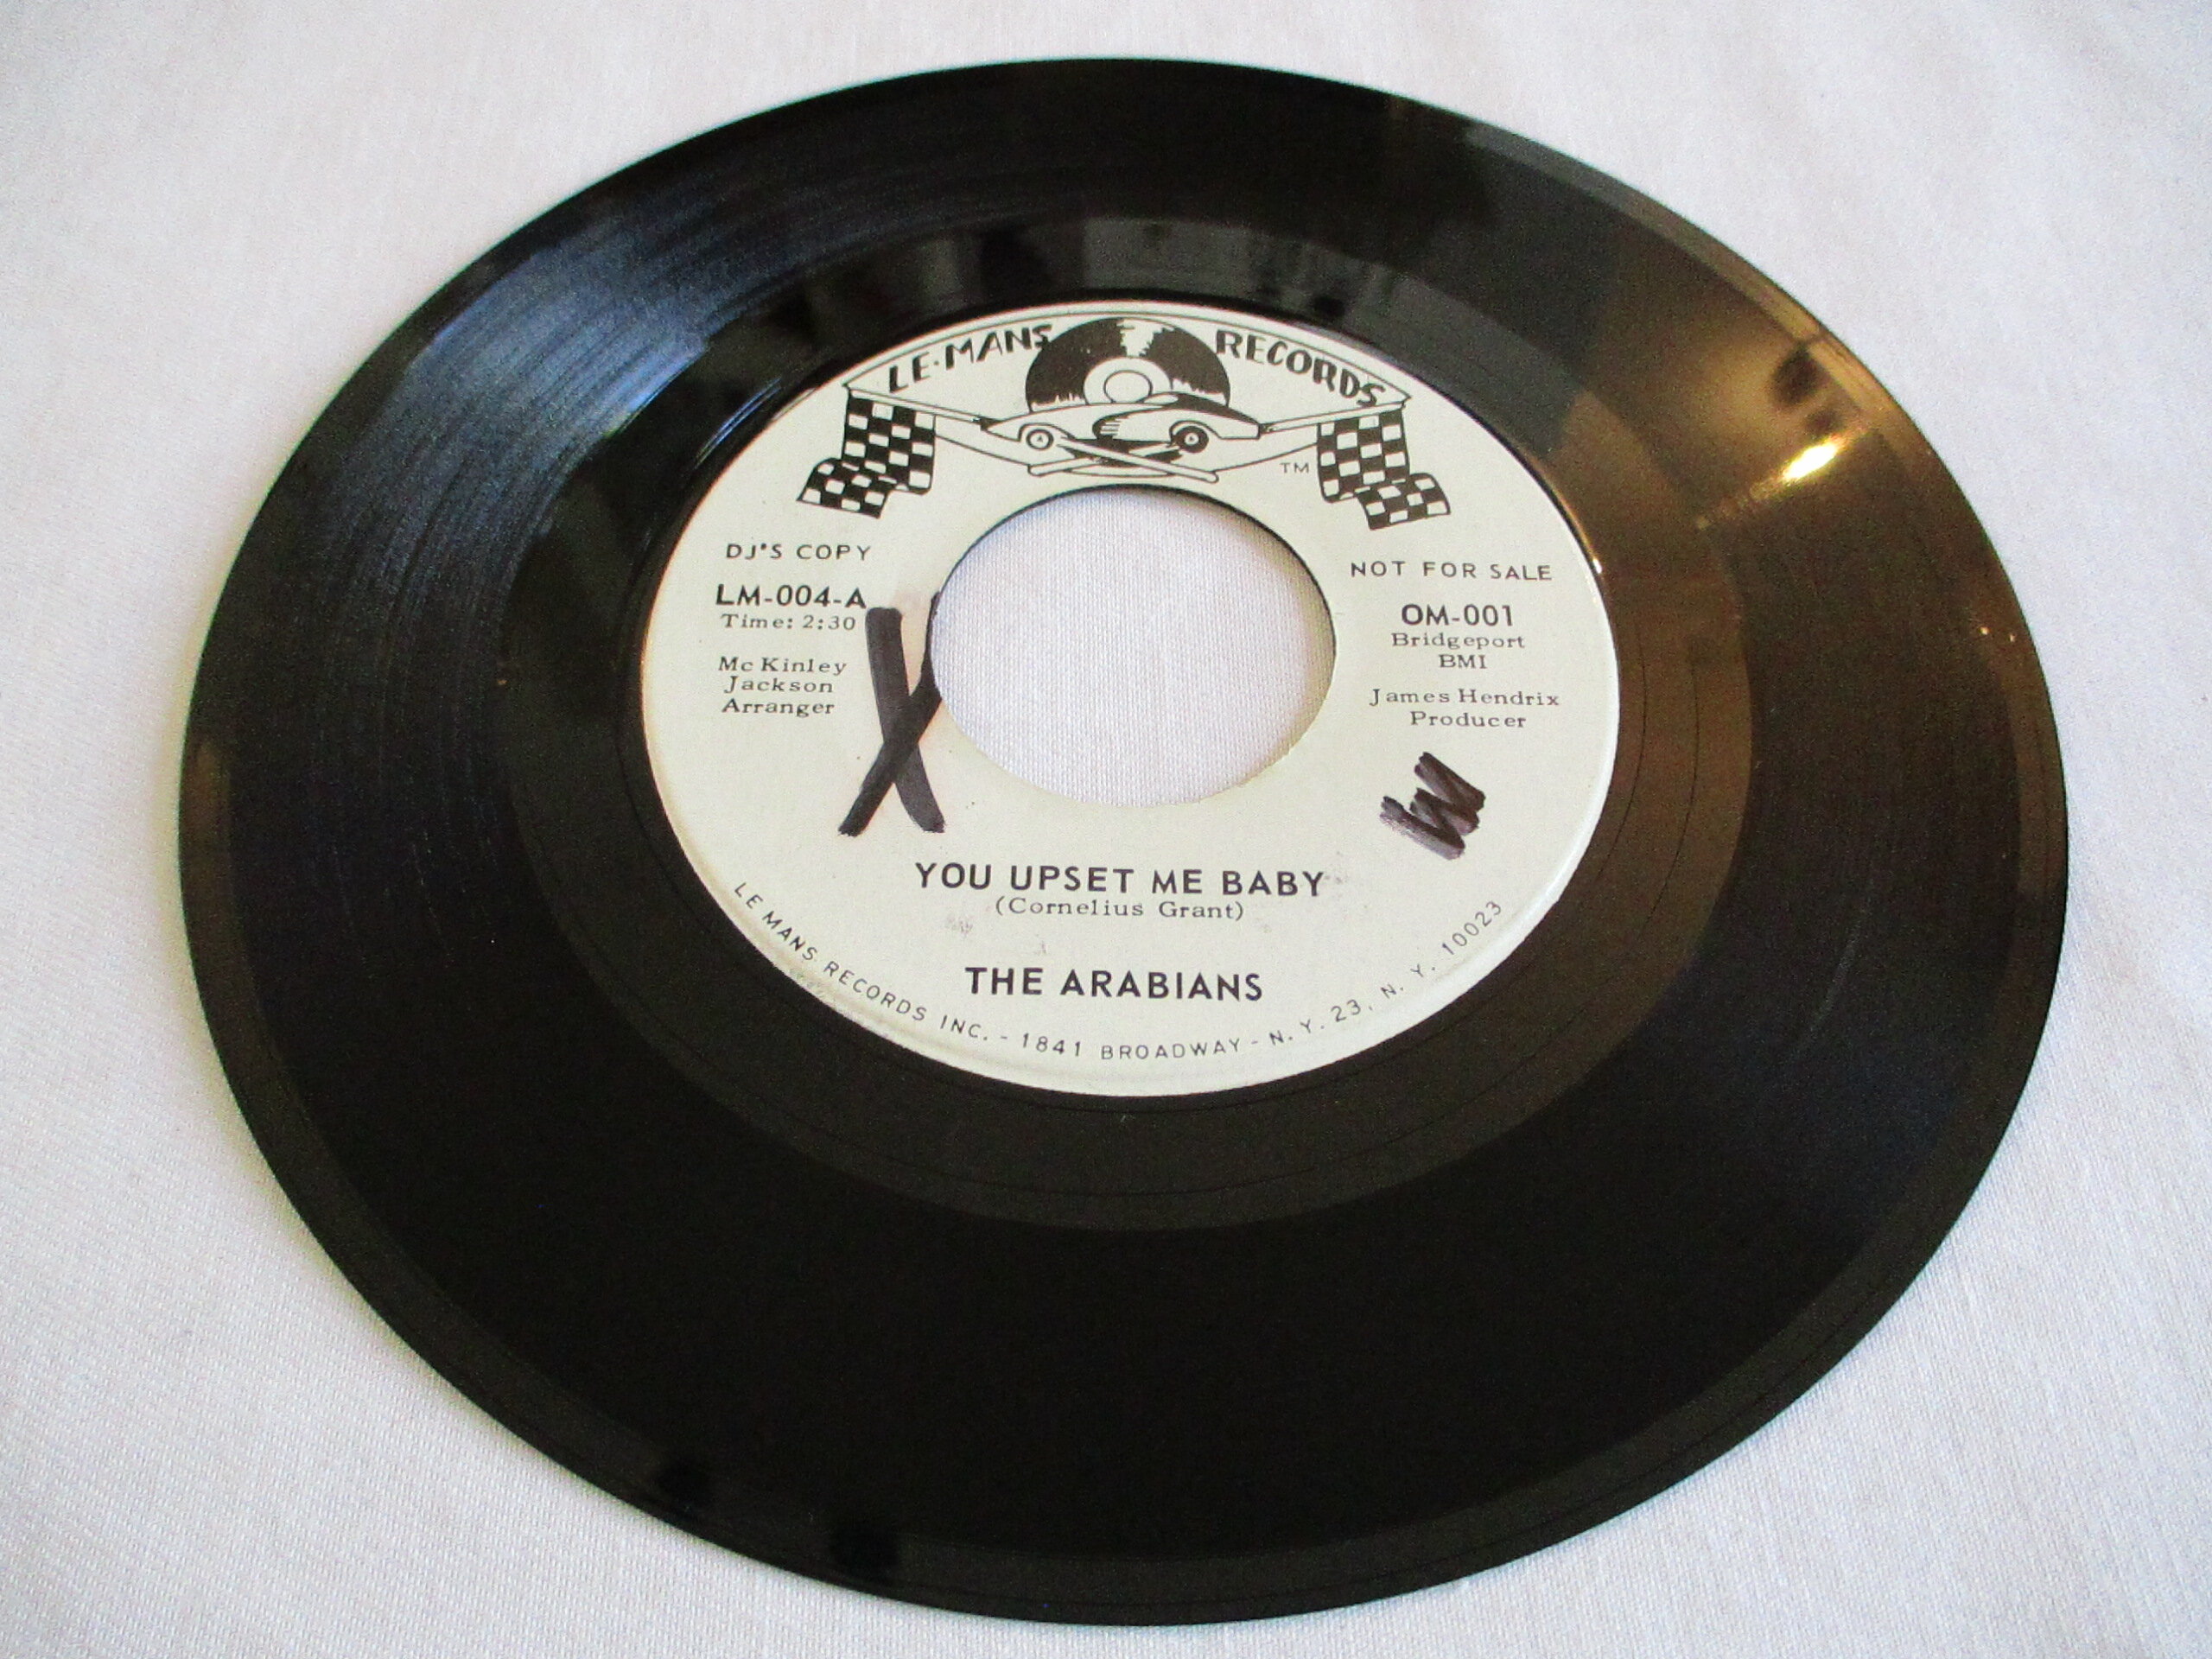 LE·MANS RECORDS
TM
DJ'S COPY
LM-004-A
Time: 2:30
Mc Kinley
Jackson
Arranger
NOT FOR SALE
OM-001
Bridgeport
BMI
James Hendrix
Producer
X
YOU UPSET ME BABY
(Cornelius Grant)
THE ARABIANS
LE MANS RECORDS INC. - 1841 BROADWAY - N. Y. 23, N. Y. 10023